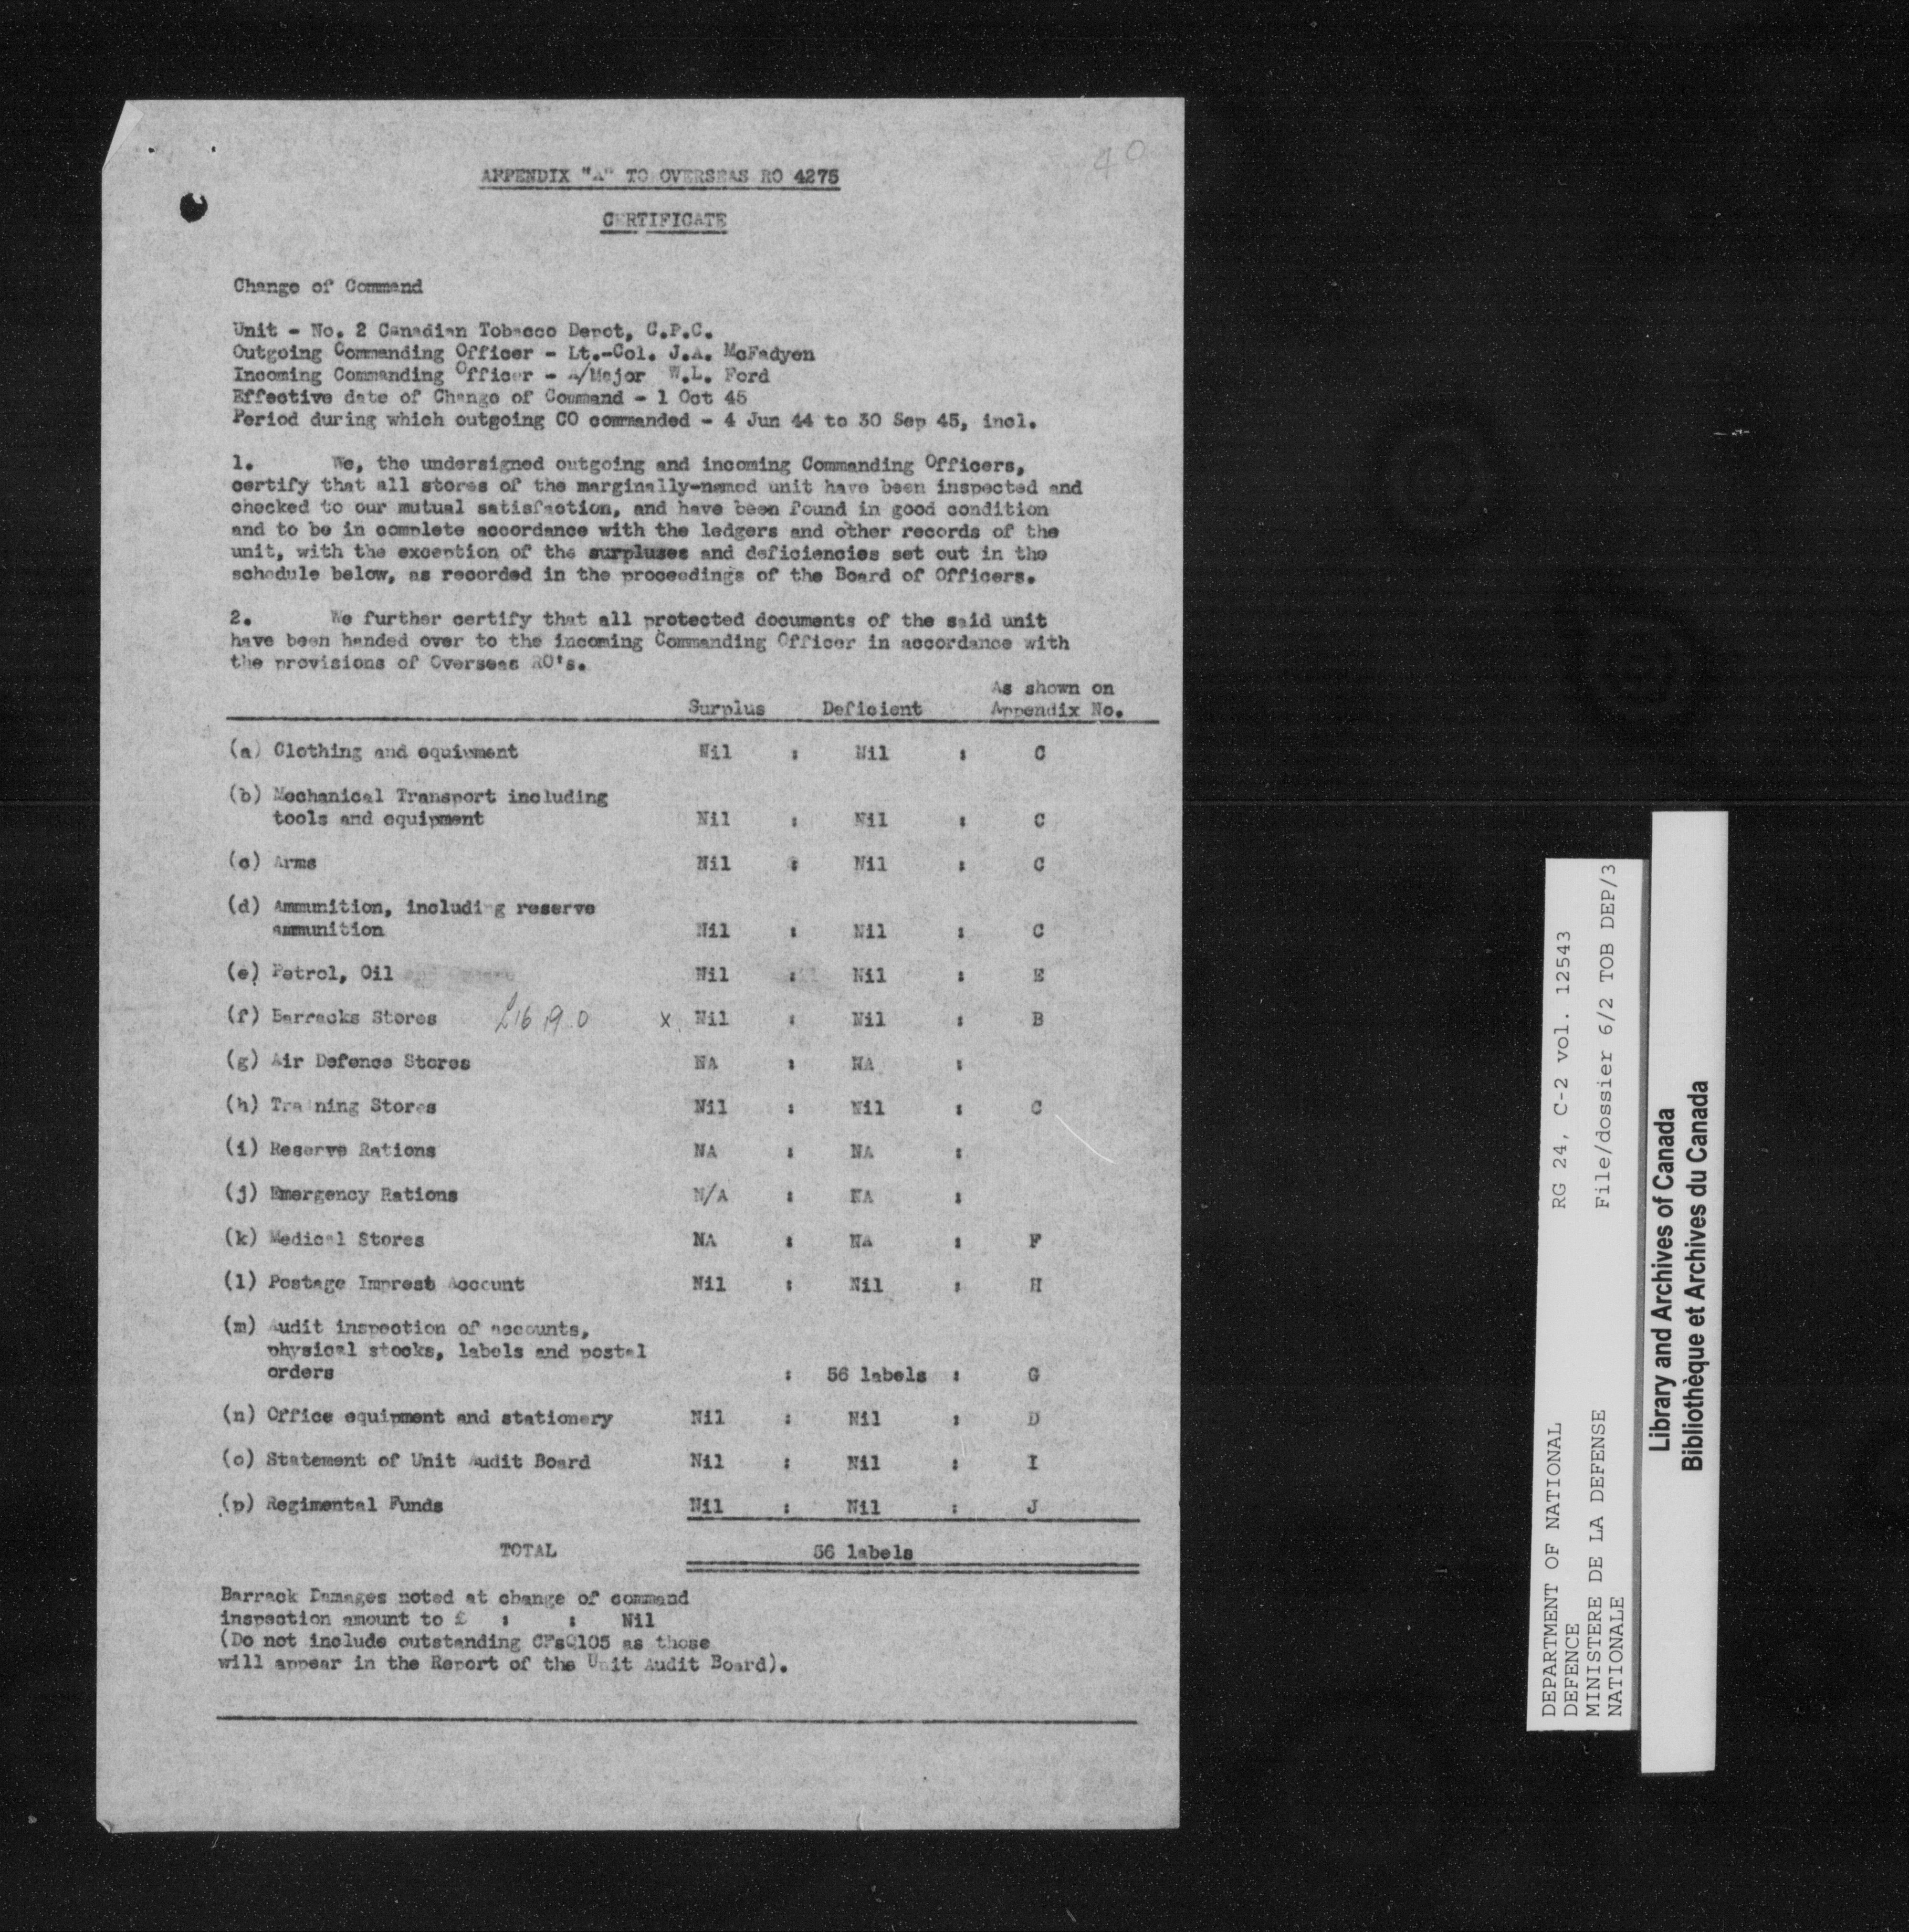 40
APPENDIX "A" TO OVERSEAS RO 4275
CERTIFICATE
Change of Command
Unit - No. 2 Canadian Tobacco Depot, C.P.C.
Outgoing Commanding Officer - Lt.-Col. J.A. McFadyen
Incoming Commanding Officer - A/Major W.L. Ford
Effective date of Change of Command - 1 Oct 45
Period during which outgoing CO commanded - 4 Jun 44 to 30 Sep 45, incl.
1. We, the undersigned outgoing and incoming Commanding Officers,
certify that all stores of the marginally-named unit have been inspected and
checked to our mutual satisfaction, and have been found in good condition
and to be in complete accordance with the ledgers and other records of the
unit, with the exception of the surpluses and deficiencies set out in the
schedule below, as recorded in the proceedings of the Board of Officers.
2. We further certify that all protected documents of the said unit
have been handed over to the incoming Commanding Officer in accordance with
the provisions of Overseas RO's.
As shown on
Surplus Deficient Appendix No.
(a) Clothing and equipment Nil : Nil : C
(b) Mechanical Transport including
tools and equipment Nil : Nil : C
(c) Arms Nil : Nil : C
(d) Ammunition, including reserve
ammunition Nil : Nil : C
(e) Petrol, Oil Nil : Nil : E
(f) Barracks Stores £16.19.0 x Nil : Nil : B
(g) Air Defence Stores NA : NA :
(h) Training Stores Nil : Nil : C
(i) Reserve Rations NA : NA :
(j) Emergency Rations N/A : NA :
(k) Medical Stores NA : NA : F
(l) Postage Imprest Account Nil : Nil : H
(m) Audit inspection of accounts,
physical stocks, labels and postal
orders : 56 labels : G
(n) Office equipment and stationery Nil : Nil : D
(o) Statement of Unit Audit Board Nil : Nil : I
(p) Regimental Funds Nil : Nil : J
TOTAL 56 labels
Barrack Damages noted at change of command
inspection amount to £ : : Nil
(Do not include outstanding CFsQ105 as those
will appear in the Report of the Unit Audit Board).
DEPARTMENT OF NATIONAL RG 24, C-2 vol. 12543
DEFENCE
MINISTERE DE LA DEFENSE File/dossier 6/2 TOB DEP/3
NATIONALE
Library and Archives of Canada
Bibliothèque et Archives du Canada